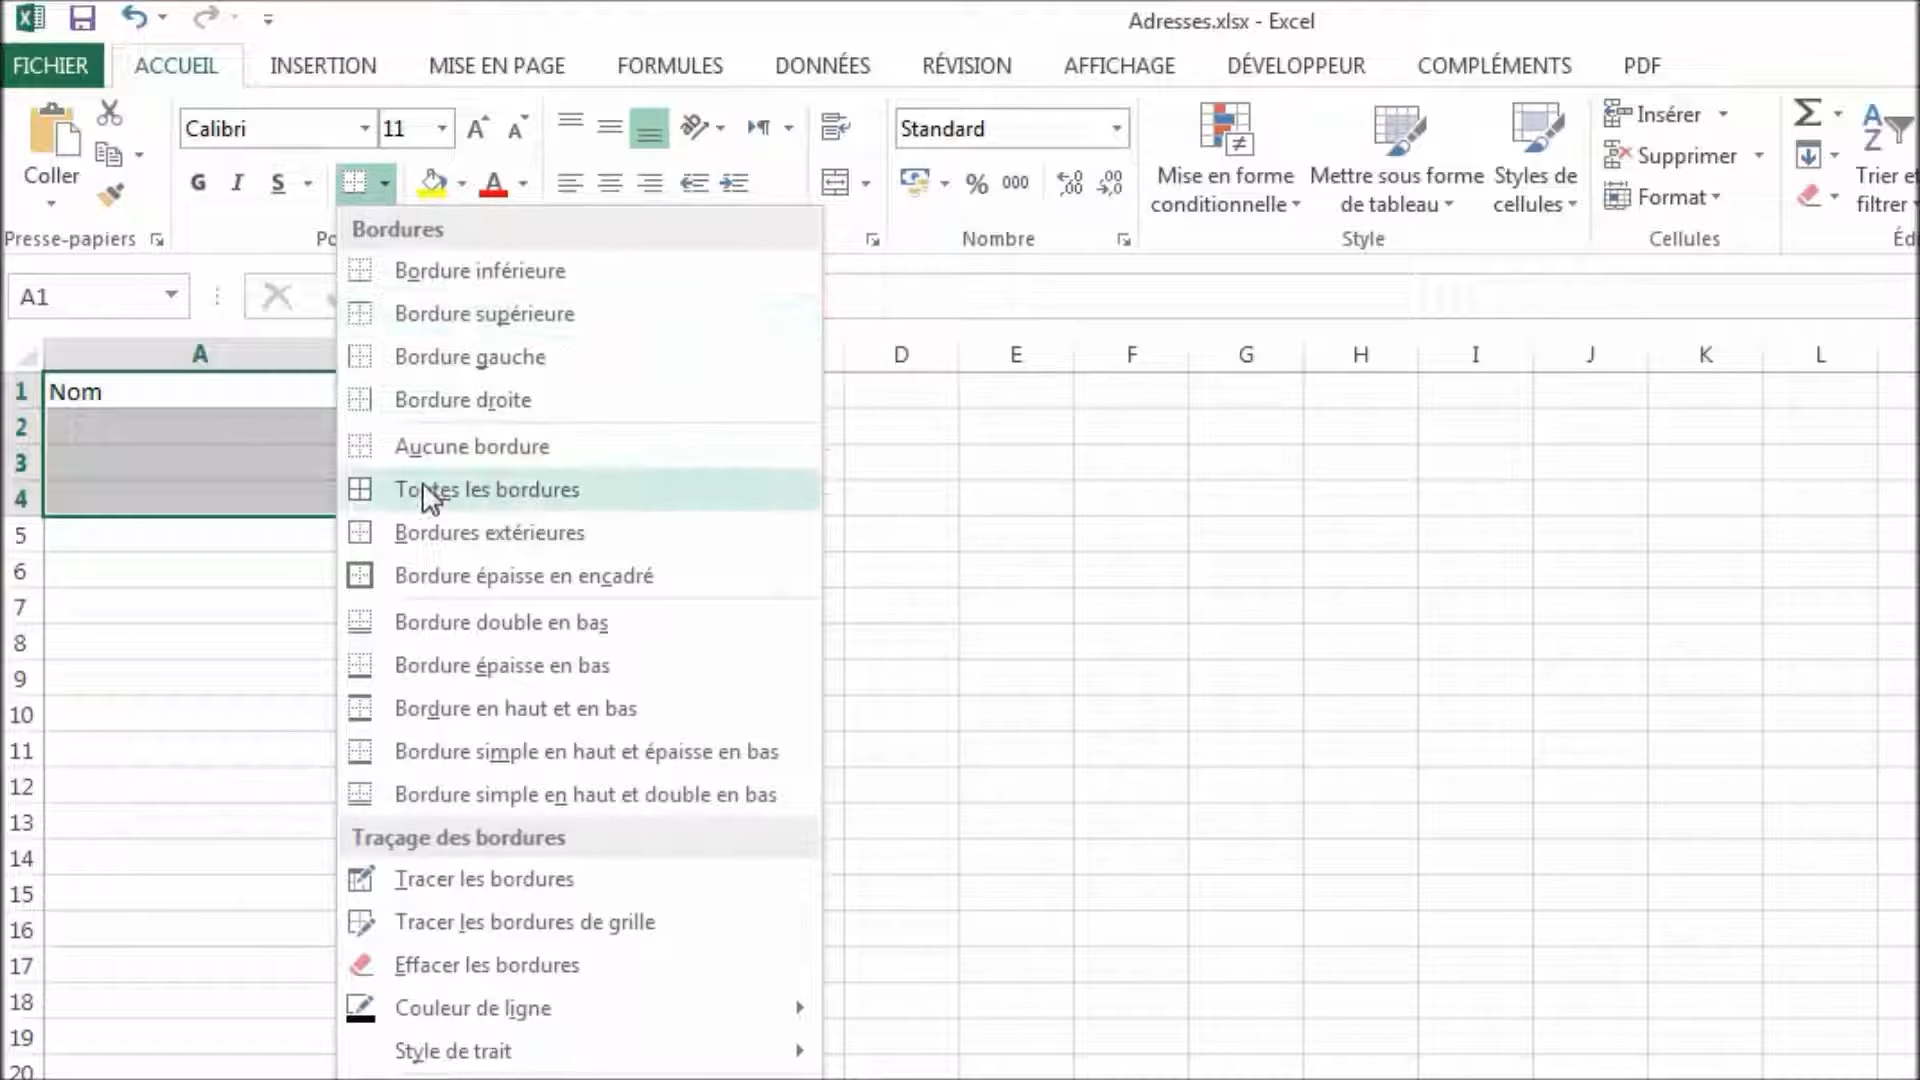 Adresses.xlsx - Excel
FICHIER ACCUEIL INSERTION MISE EN PAGE FORMULES DONNÉES RÉVISION AFFICHAGE DÉVELOPPEUR COMPLÉMENTS PDF
Coller
Presse-papiers
Calibri 11
G I S
Standard
% 000
Nombre
Mise en forme
conditionnelle
Mettre sous forme
de tableau
Styles de
cellules
Style
Insérer
Supprimer
Format
Cellules
Trier et
filtrer
A1
Bordures
Bordure inférieure
Bordure supérieure
Bordure gauche
Bordure droite
Aucune bordure
Toutes les bordures
Bordures extérieures
Bordure épaisse en encadré
Bordure double en bas
Bordure épaisse en bas
Bordure en haut et en bas
Bordure simple en haut et épaisse en bas
Bordure simple en haut et double en bas
Traçage des bordures
Tracer les bordures
Tracer les bordures de grille
Effacer les bordures
Couleur de ligne
Style de trait
A D E F G H I J K L
1 Nom
2
3
4
5
6
7
8
9
10
11
12
13
14
15
16
17
18
19
20